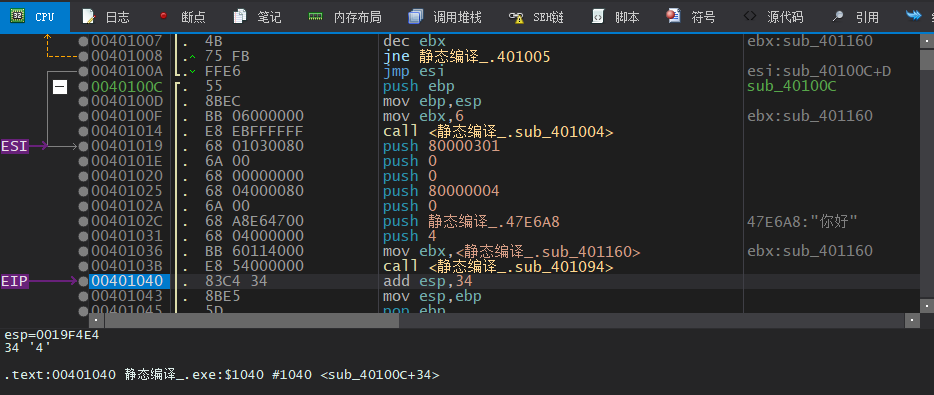 CPU 日志 断点 笔记 内存布局 调用堆栈 SEH链 脚本 符号 源代码 引用
00401007 . 4B dec ebx ebx:sub_401160
00401008 .^ 75 FB jne 静态编译_.401005
0040100A .v FFE6 jmp esi esi:sub_40100C+D
0040100C . 55 push ebp sub_40100C
0040100D . 8BEC mov ebp,esp
0040100F . BB 06000000 mov ebx,6 ebx:sub_401160
00401014 . E8 EBFFFFFF call <静态编译_.sub_401004>
ESI 00401019 . 68 01030080 push 80000301
0040101E . 6A 00 push 0
00401020 . 68 00000000 push 0
00401025 . 68 04000080 push 80000004
0040102A . 6A 00 push 0
0040102C . 68 A8E64700 push 静态编译_.47E6A8 47E6A8:"你好"
00401031 . 68 04000000 push 4
00401036 . BB 60114000 mov ebx,<静态编译_.sub_401160> ebx:sub_401160
0040103B . E8 54000000 call <静态编译_.sub_401094>
EIP 00401040 . 83C4 34 add esp,34
00401043 . 8BE5 mov esp,ebp
00401045 . 5D pop ebp
esp=0019F4E4
34 '4'
.text:00401040 静态编译_.exe:$1040 #1040 <sub_40100C+34>